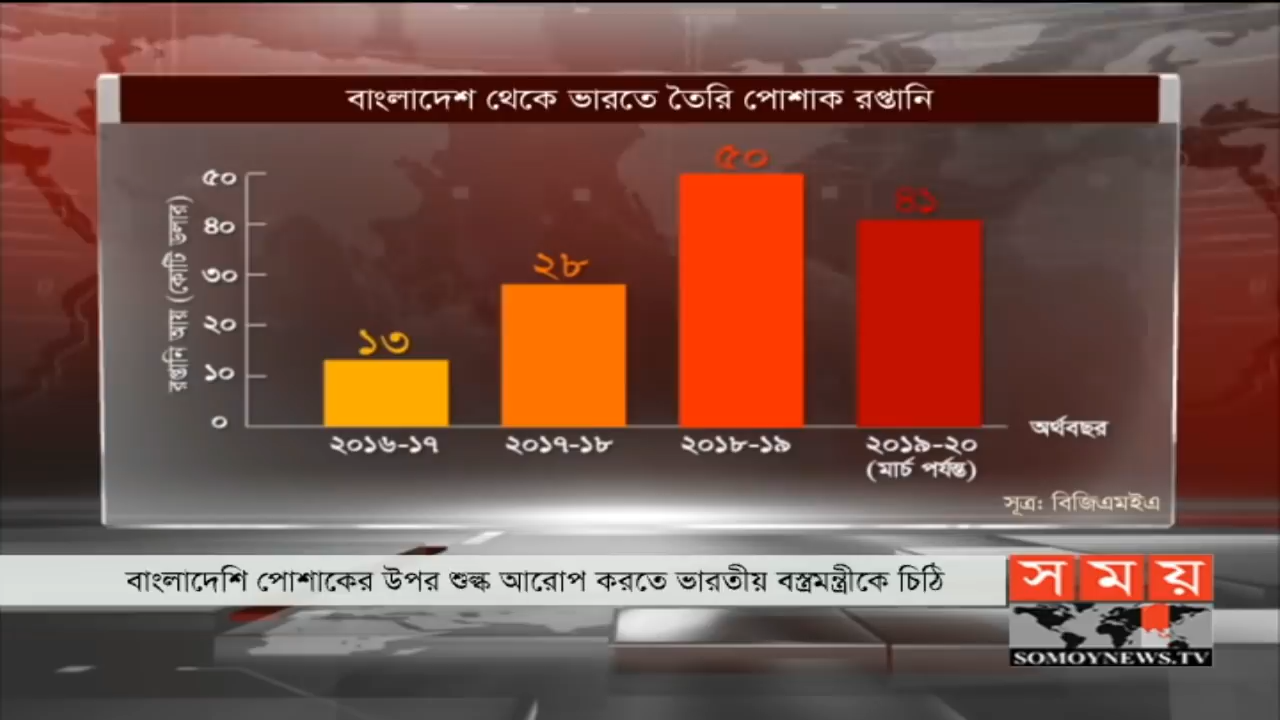 বাংলাদেশ থেকে ভারতে তৈরি পোশাক রপ্তানি
রপ্তানি আয় (কোটি ডলার)
৫০
৪০
৩০
২০
১০
০
১৩
২৮
৫০
৪১
২০১৬-১৭
২০১৭-১৮
২০১৮-১৯
২০১৯-২০
(মার্চ পর্যন্ত)
অর্থবছর
সূত্র: বিজিএমইএ
বাংলাদেশি পোশাকের উপর শুল্ক আরোপ করতে ভারতীয় বস্ত্রমন্ত্রীকে চিঠি
সময়
SOMOYNEWS.TV